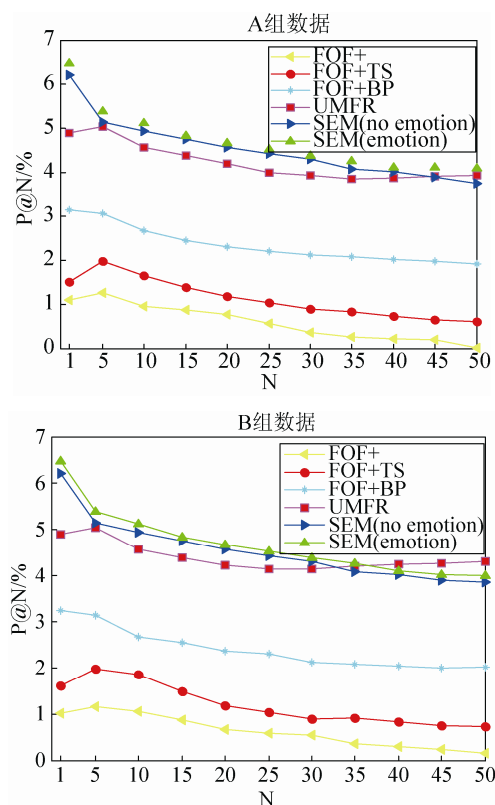 A组数据
7
6
5
4
3
2
1
0
P@N/%
FOF+
FOF+TS
FOF+BP
UMFR
SEM(no emotion)
SEM(emotion)
1 5 10 15 20 25 30 35 40 45 50
N
B组数据
7
6
5
4
3
2
1
0
P@N/%
FOF+
FOF+TS
FOF+BP
UMFR
SEM(no emotion)
SEM(emotion)
1 5 10 15 20 25 30 35 40 45 50
N